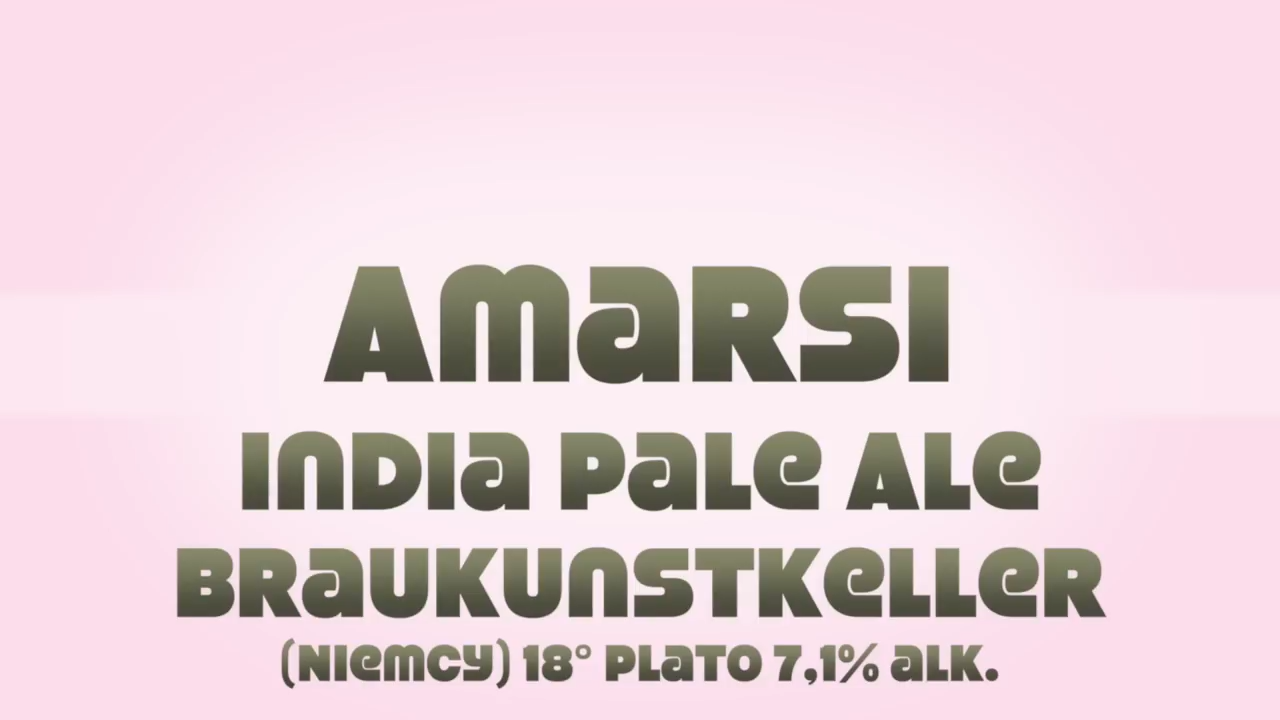 Amarsi
India Pale Ale
Braukunstkeller
(Niemcy) 18° Plato 7,1% alk.